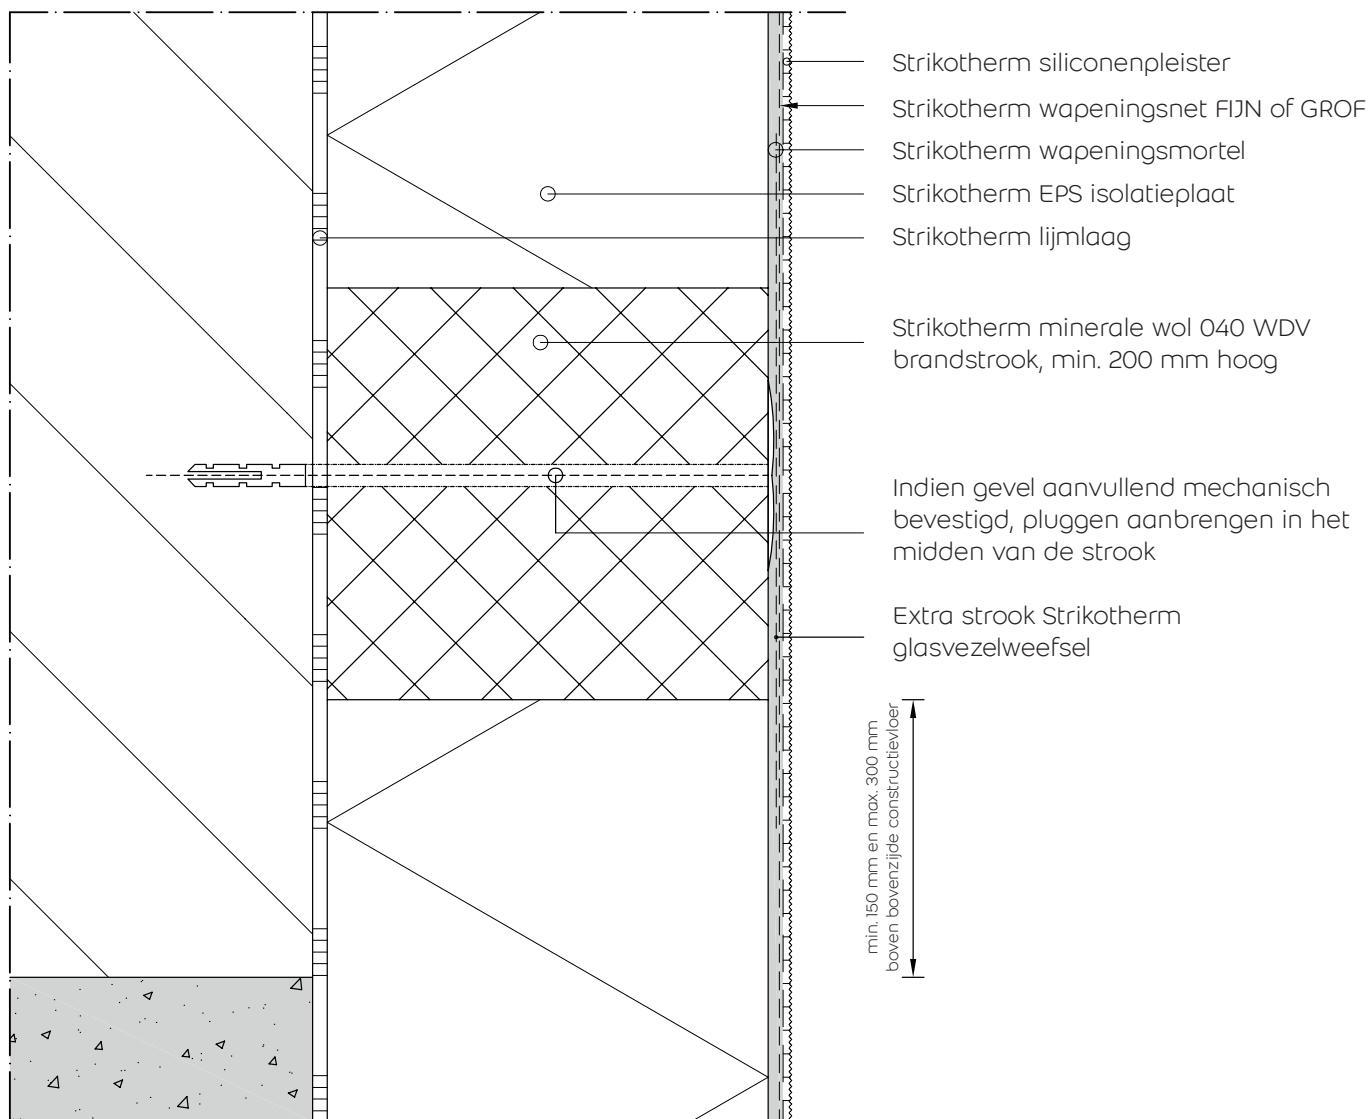 Strikotherm siliconenpleister
Strikotherm wapeningsnet FIJN of GROF
Strikotherm wapeningsmortel
Strikotherm EPS isolatieplaat
Strikotherm lijmlaag
Strikotherm minerale wol 040 WDV
brandstrook, min. 200 mm hoog
Indien gevel aanvullend mechanisch
bevestigd, pluggen aanbrengen in het
midden van de strook
Extra strook Strikotherm
glasvezelweefsel
min. 150 mm en max. 300 mm
boven bovenzijde constructievloer